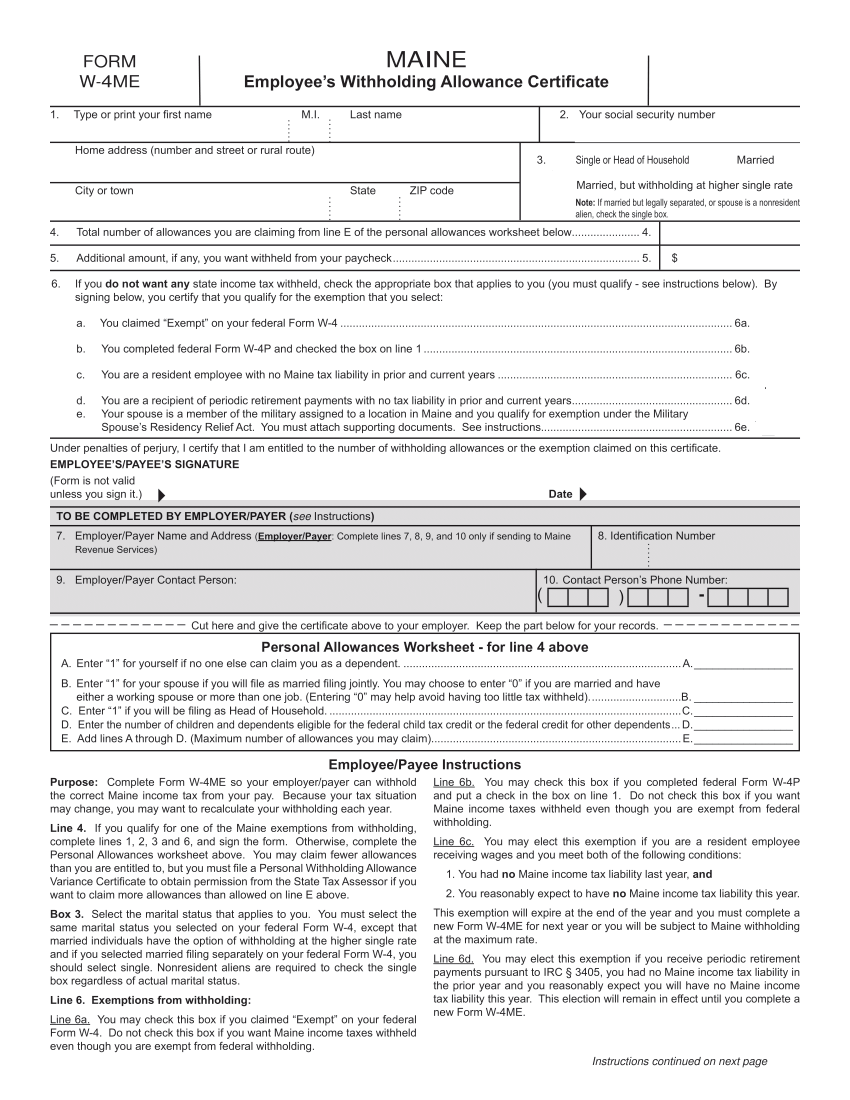 FORM
W-4ME
MAINE
Employee's Withholding Allowance Certificate
1. Type or print your first name M.I. Last name
2. Your social security number
Home address (number and street or rural route)
3. Single or Head of Household Married
Married, but withholding at higher single rate
Note: If married but legally separated, or spouse is a nonresident
alien, check the single box.
City or town State ZIP code
4. Total number of allowances you are claiming from line E of the personal allowances worksheet below...................... 4.
5. Additional amount, if any, you want withheld from your paycheck.................................................................................. 5. $
6. If you do not want any state income tax withheld, check the appropriate box that applies to you (you must qualify - see instructions below). By
signing below, you certify that you qualify for the exemption that you select:
a. You claimed "Exempt" on your federal Form W-4 .................................................................................................................................. 6a.
b. You completed federal Form W-4P and checked the box on line 1 ...................................................................................................... 6b.
c. You are a resident employee with no Maine tax liability in prior and current years .............................................................................. 6c.
d. You are a recipient of periodic retirement payments with no tax liability in prior and current years...................................................... 6d.
e. Your spouse is a member of the military assigned to a location in Maine and you qualify for exemption under the Military
Spouse's Residency Relief Act. You must attach supporting documents. See instructions................................................................ 6e.
Under penalties of perjury, I certify that I am entitled to the number of withholding allowances or the exemption claimed on this certificate.
EMPLOYEE'S/PAYEE'S SIGNATURE
(Form is not valid
unless you sign it.) Date
TO BE COMPLETED BY EMPLOYER/PAYER (see Instructions)
7. Employer/Payer Name and Address (Employer/Payer: Complete lines 7, 8, 9, and 10 only if sending to Maine
Revenue Services)
8. Identification Number
9. Employer/Payer Contact Person:
10. Contact Person's Phone Number:
( ) -
Cut here and give the certificate above to your employer. Keep the part below for your records.
Personal Allowances Worksheet - for line 4 above
A. Enter "1" for yourself if no one else can claim you as a dependent. ............................................................................................A.
B. Enter "1" for your spouse if you will file as married filing jointly. You may choose to enter "0" if you are married and have
either a working spouse or more than one job. (Entering "0" may help avoid having too little tax withheld). .............................B.
C. Enter "1" if you will be filing as Head of Household. .....................................................................................................................C.
D. Enter the number of children and dependents eligible for the federal child tax credit or the federal credit for other dependents...D.
E. Add lines A through D. (Maximum number of allowances you may claim)...................................................................................E.
Employee/Payee Instructions
Purpose: Complete Form W-4ME so your employer/payer can withhold
the correct Maine income tax from your pay. Because your tax situation
may change, you may want to recalculate your withholding each year.
Line 4. If you qualify for one of the Maine exemptions from withholding,
complete lines 1, 2, 3 and 6, and sign the form. Otherwise, complete the
Personal Allowances worksheet above. You may claim fewer allowances
than you are entitled to, but you must file a Personal Withholding Allowance
Variance Certificate to obtain permission from the State Tax Assessor if you
want to claim more allowances than allowed on line E above.
Box 3. Select the marital status that applies to you. You must select the
same marital status you selected on your federal Form W-4, except that
married individuals have the option of withholding at the higher single rate
and if you selected married filing separately on your federal Form W-4, you
should select single. Nonresident aliens are required to check the single
box regardless of actual marital status.
Line 6. Exemptions from withholding:
Line 6a. You may check this box if you claimed "Exempt" on your federal
Form W-4. Do not check this box if you want Maine income taxes withheld
even though you are exempt from federal withholding.
Line 6b. You may check this box if you completed federal Form W-4P
and put a check in the box on line 1. Do not check this box if you want
Maine income taxes withheld even though you are exempt from federal
withholding.
Line 6c. You may elect this exemption if you are a resident employee
receiving wages and you meet both of the following conditions:
1. You had no Maine income tax liability last year, and
2. You reasonably expect to have no Maine income tax liability this year.
This exemption will expire at the end of the year and you must complete a
new Form W-4ME for next year or you will be subject to Maine withholding
at the maximum rate.
Line 6d. You may elect this exemption if you receive periodic retirement
payments pursuant to IRC § 3405, you had no Maine income tax liability in
the prior year and you reasonably expect you will have no Maine income
tax liability this year. This election will remain in effect until you complete a
new Form W-4ME.
Instructions continued on next page